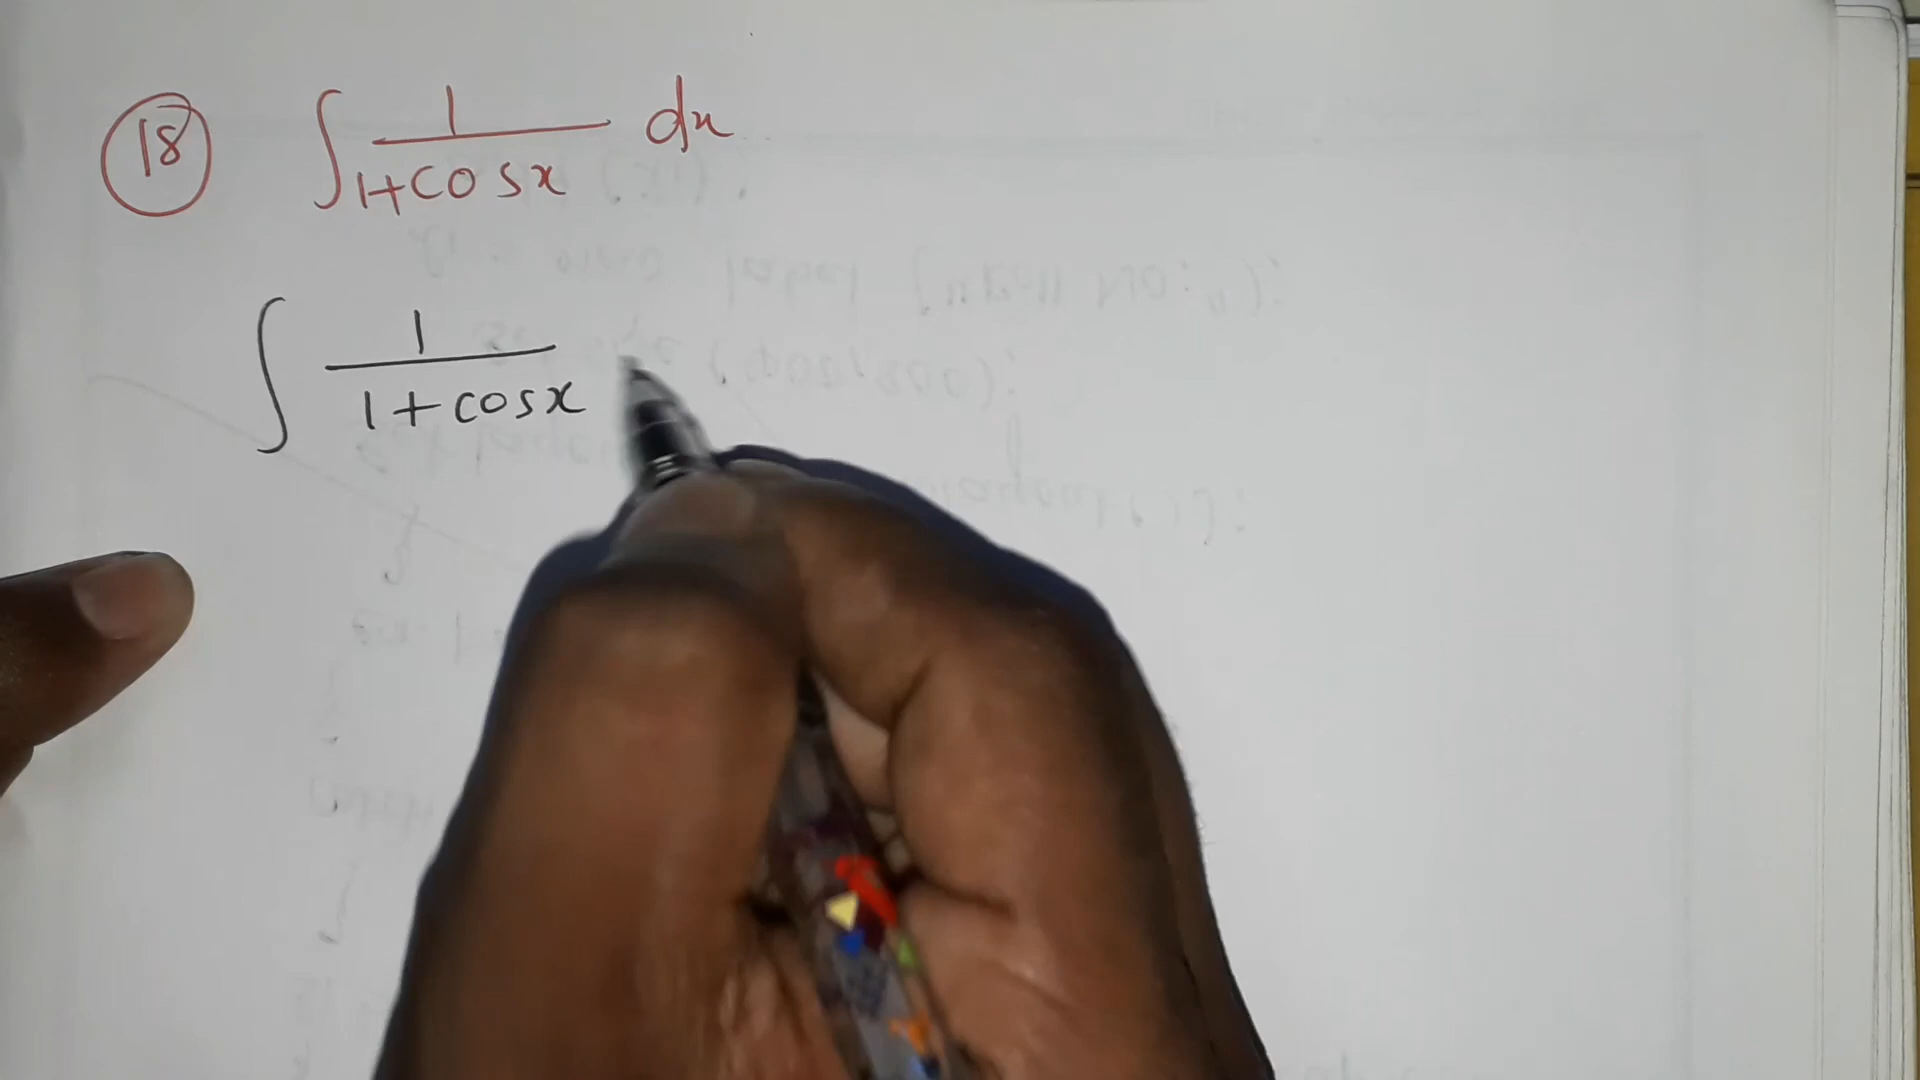 18 ∫ 1/(1+cosx) dx
∫ 1/(1+cosx)